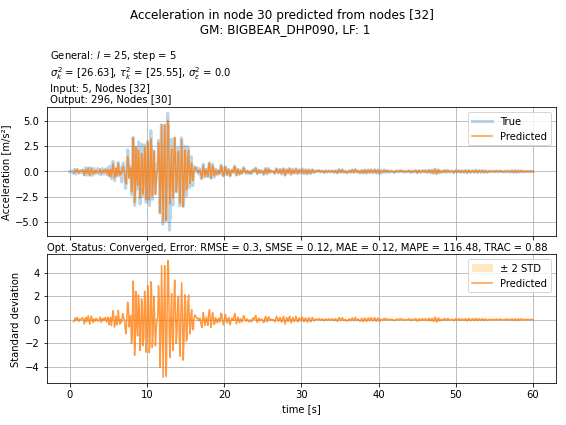 Acceleration in node 30 predicted from nodes [32]
GM: BIGBEAR_DHP090, LF: 1
General: l = 25, step = 5
σ²ₖ = [26.63], τ²ₖ = [25.55], σ²ε = 0.0
Input: 5, Nodes [32]
Output: 296, Nodes [30]
Acceleration [m/s²]
5.0
2.5
0.0
−2.5
−5.0
True
Predicted
Opt. Status: Converged, Error: RMSE = 0.3, SMSE = 0.12, MAE = 0.12, MAPE = 116.48, TRAC = 0.88
Standard deviation
4
2
0
−2
−4
± 2 STD
Predicted
0 10 20 30 40 50 60
time [s]